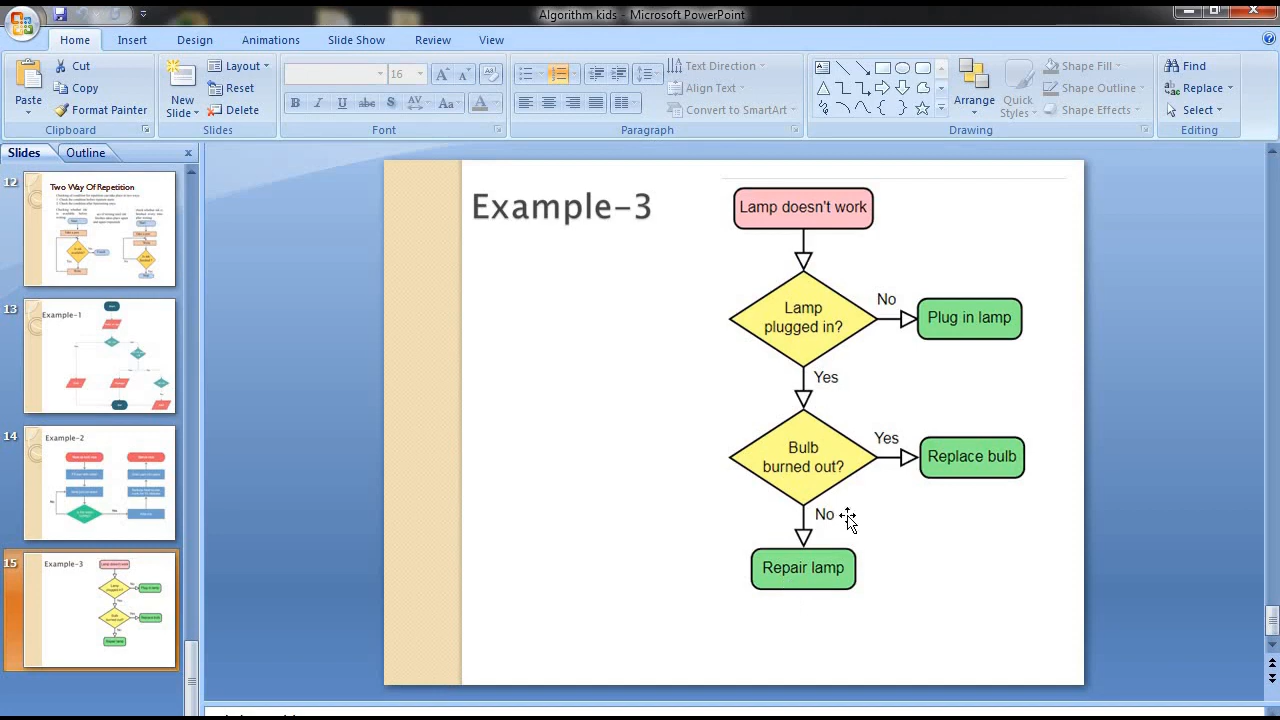 Algorithm kids - Microsoft PowerPoint
Home Insert Design Animations Slide Show Review View
Cut
Copy
Format Painter
Paste
Clipboard
New
Slide
Layout
Reset
Delete
Slides
16
Font
Text Direction
Align Text
Convert to SmartArt
Paragraph
Arrange
Quick
Styles
Shape Fill
Shape Outline
Shape Effects
Drawing
Find
Replace
Select
Editing
Slides Outline
12
Two Way Of Repetition
13
Example-1
14
Example-2
15
Example-3
Example-3
Lamp doesn't work
Lamp
plugged in?
No
Plug in lamp
Yes
Bulb
burned out?
Yes
Replace bulb
No
Repair lamp